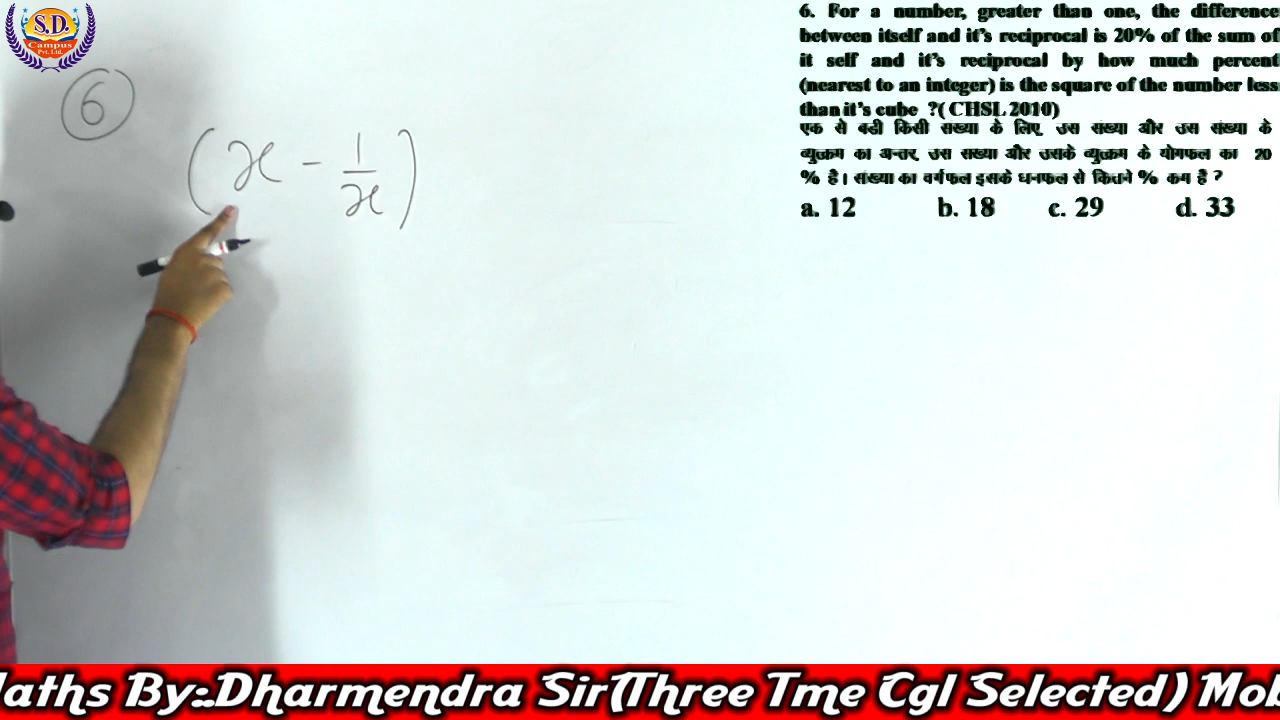 S.D.
Campus
Pvt. Ltd.
6
(x - 1/x)
6. For a number, greater than one, the difference
between itself and it's reciprocal is 20% of the sum of
it self and it's reciprocal by how much percent
(nearest to an integer) is the square of the number less
than it's cube ?( CHSL 2010)
एक से बडी किसी सख्या के लिए, उस संख्या और उस संख्या के
व्युत्क्रम का अन्तर, उस सख्या और उसके व्युत्क्रम के योगफल का 20
% है। संख्या का वर्गफल इसके घनफल से कितने % कम है ?
a. 12 b. 18 c. 29 d. 33
Maths By:-Dharmendra Sir(Three Tme Cgl Selected) Mob